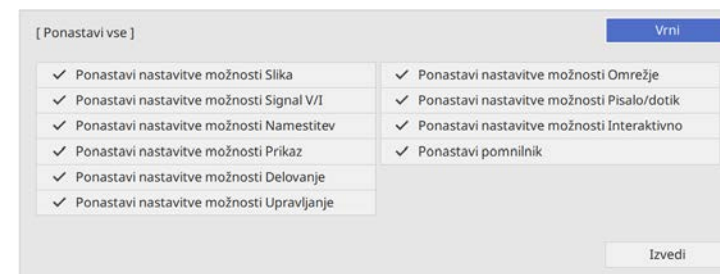 [ Ponastavi vse ]
Vrni
✓ Ponastavi nastavitve možnosti Slika
✓ Ponastavi nastavitve možnosti Signal V/I
✓ Ponastavi nastavitve možnosti Namestitev
✓ Ponastavi nastavitve možnosti Prikaz
✓ Ponastavi nastavitve možnosti Delovanje
✓ Ponastavi nastavitve možnosti Upravljanje
✓ Ponastavi nastavitve možnosti Omrežje
✓ Ponastavi nastavitve možnosti Pisalo/dotik
✓ Ponastavi nastavitve možnosti Interaktivno
✓ Ponastavi pomnilnik
Izvedi